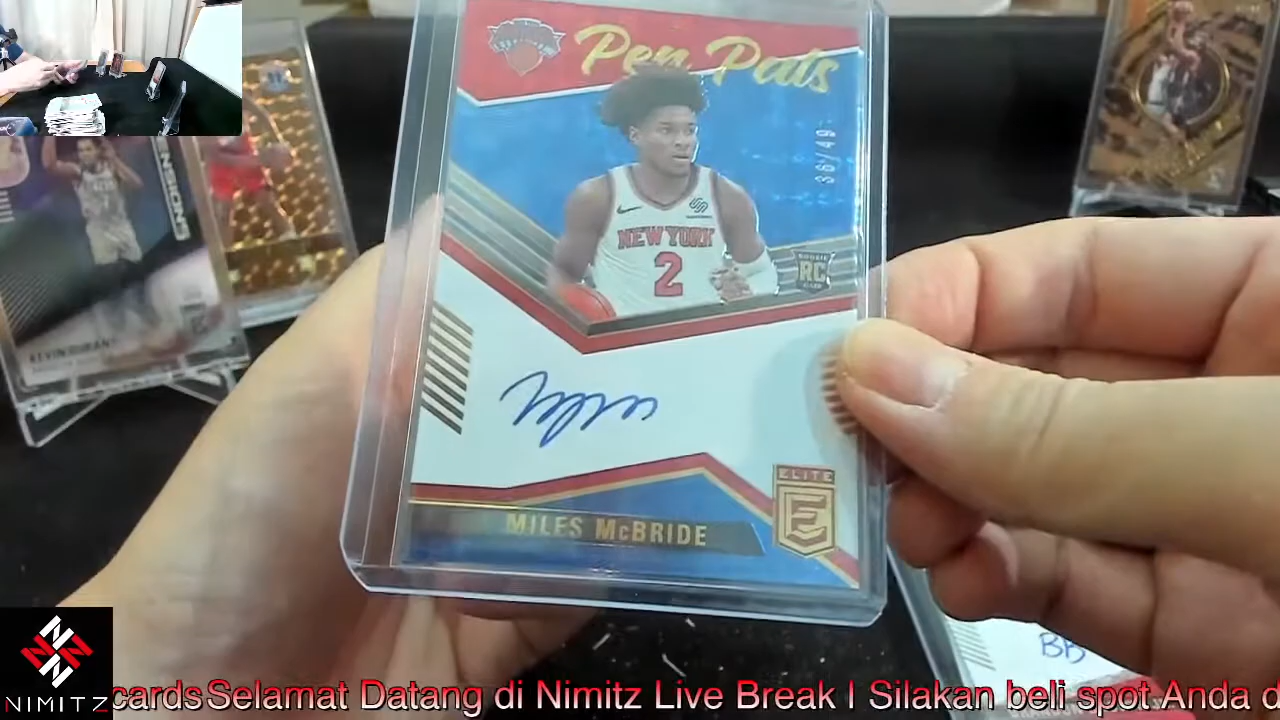 Pen Pals
36/49
NEW YORK
2
ROOKIE
RC
CARD
ELITE
E
MILES McBRIDE
KEVIN DURANT
BB
NIMITZ
cards Selamat Datang di Nimitz Live Break I Silakan beli spot Anda d